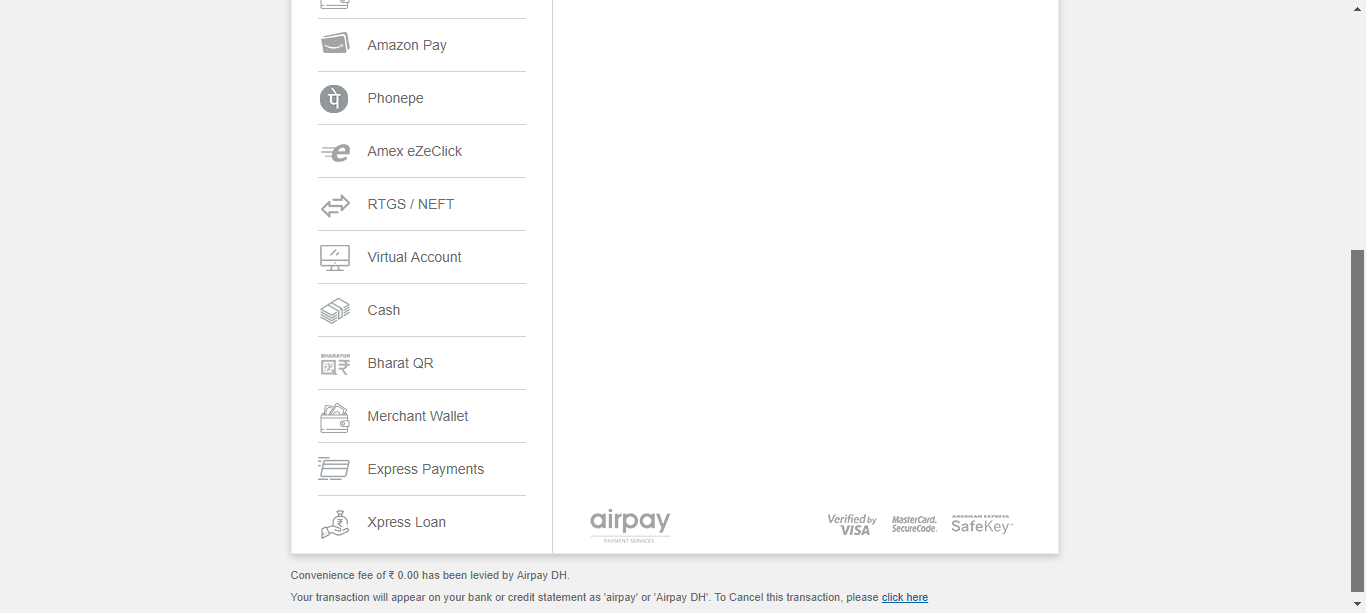 Amazon Pay
Phonepe
Amex eZeClick
RTGS / NEFT
Virtual Account
Cash
BHARATQR
Bharat QR
Merchant Wallet
Express Payments
Xpress Loan
airpay
PAYMENT SERVICES
Verified by
VISA
MasterCard.
SecureCode.
AMERICAN EXPRESS
SafeKey
Convenience fee of ₹ 0.00 has been levied by Airpay DH.
Your transaction will appear on your bank or credit statement as 'airpay' or 'Airpay DH'. To Cancel this transaction, please click here